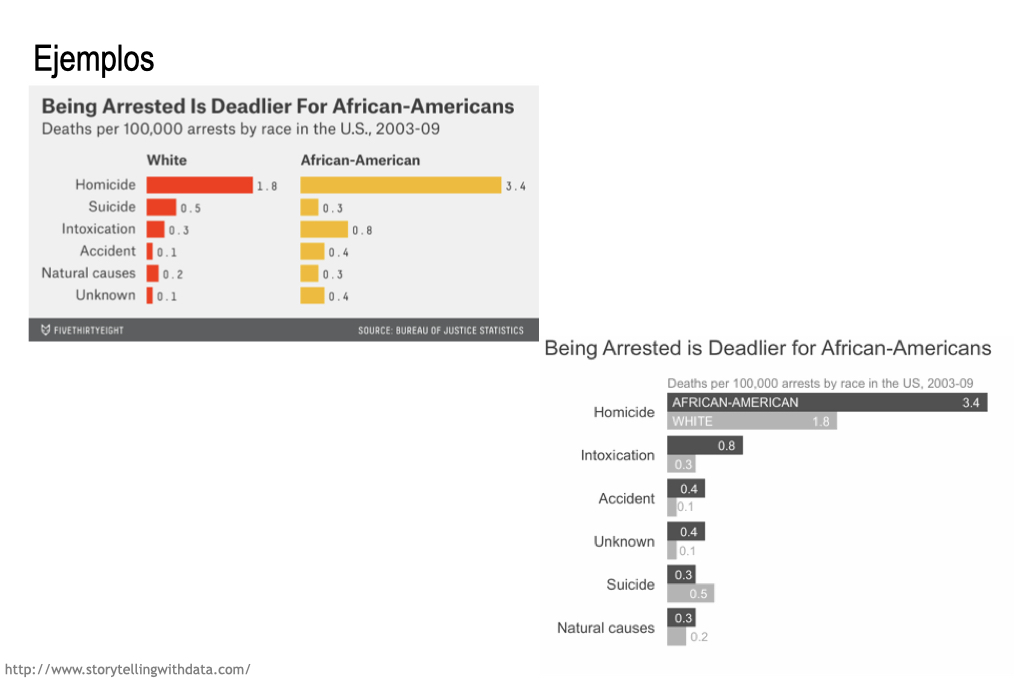 Ejemplos
Being Arrested Is Deadlier For African-Americans
Deaths per 100,000 arrests by race in the U.S., 2003-09
White African-American
Homicide 1.8 3.4
Suicide 0.5 0.3
Intoxication 0.3 0.8
Accident 0.1 0.4
Natural causes 0.2 0.3
Unknown 0.1 0.4
FIVETHIRTYEIGHT SOURCE: BUREAU OF JUSTICE STATISTICS
Being Arrested is Deadlier for African-Americans
Deaths per 100,000 arrests by race in the US, 2003-09
Homicide
AFRICAN-AMERICAN 3.4
WHITE 1.8
Intoxication
0.8
0.3
Accident
0.4
0.1
Unknown
0.4
0.1
Suicide
0.3
0.5
Natural causes
0.3
0.2
http://www.storytellingwithdata.com/